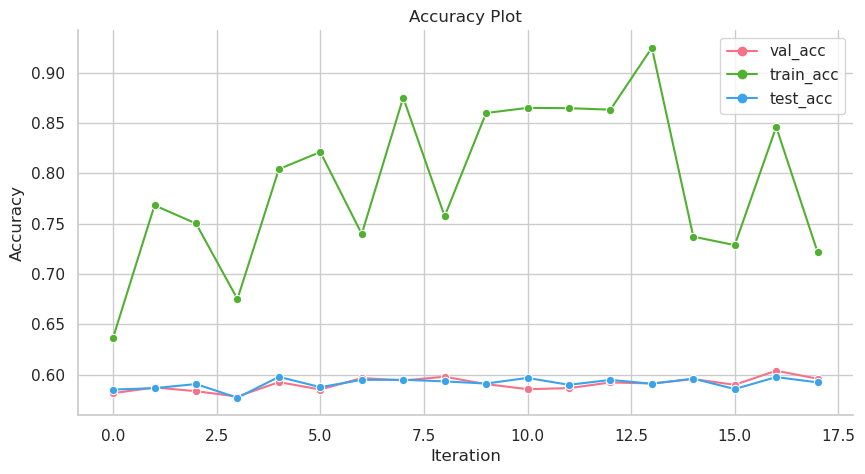 Accuracy Plot
val_acc
train_acc
test_acc
0.90
0.85
0.80
0.75
0.70
0.65
0.60
Accuracy
0.0 2.5 5.0 7.5 10.0 12.5 15.0 17.5
Iteration